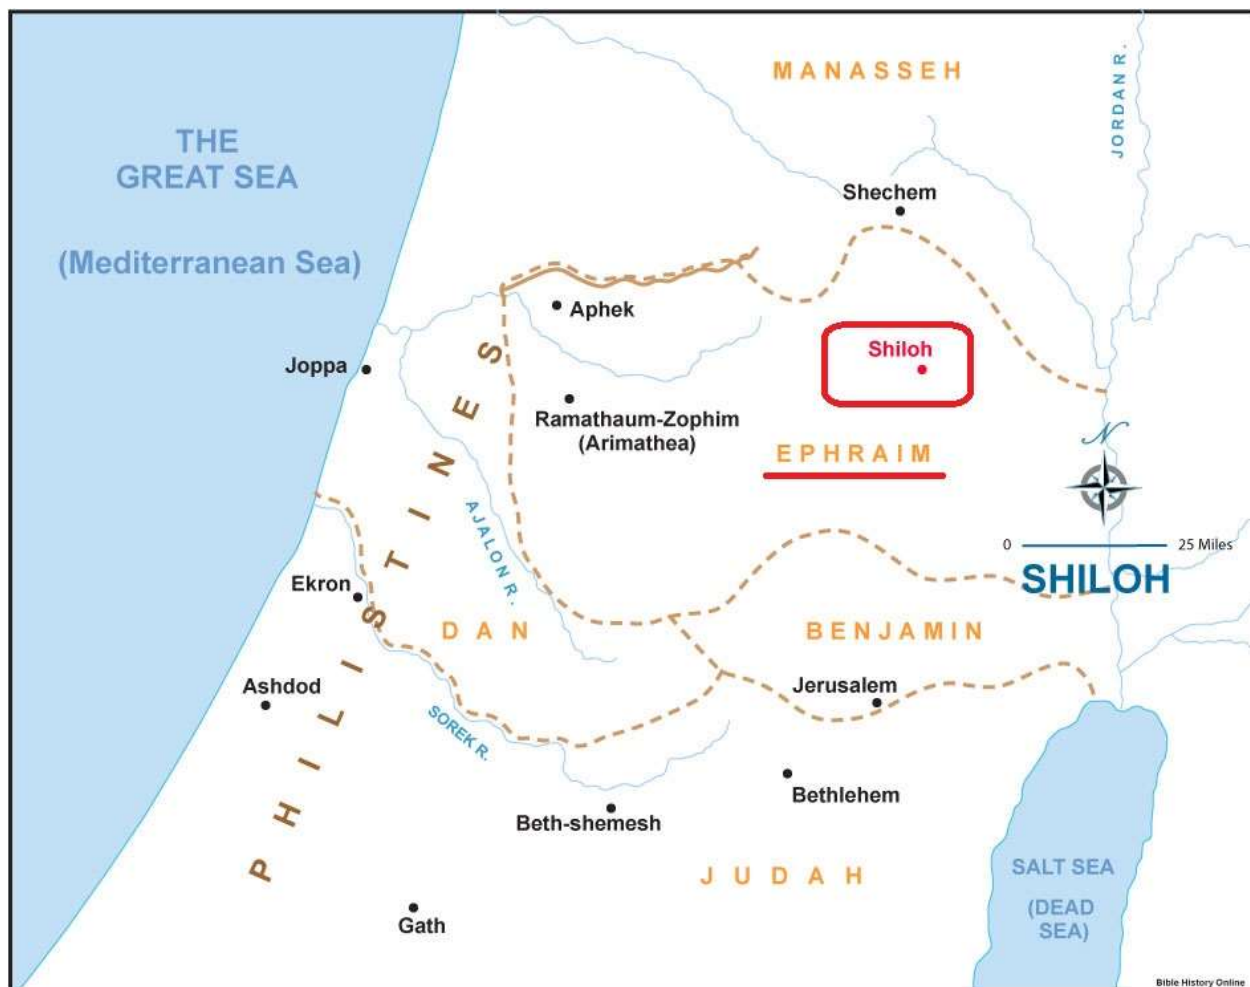 MANASSEH
JORDAN R.
THE
GREAT SEA
(Mediterranean Sea)
Shechem
Aphek
Shiloh
Joppa
Ramathaum-Zophim
(Arimathea)
EPHRAIM
N
PHILISTINES
AJALON R.
0 25 Miles
SHILOH
Ekron
DAN
BENJAMIN
Ashdod
Jerusalem
SOREK R.
Bethlehem
Beth-shemesh
JUDAH
SALT SEA
(DEAD
SEA)
Gath
Bible History Online